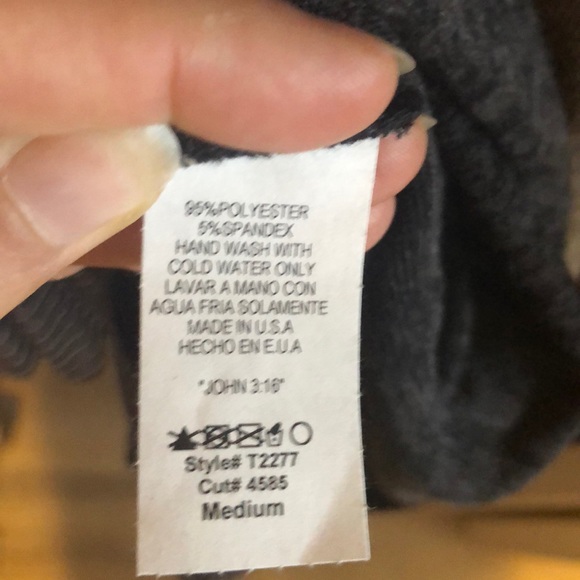 95%POLYESTER
5%SPANDEX
HAND WASH WITH
COLD WATER ONLY
LAVAR A MANO CON
AGUA FRIA SOLAMENTE
MADE IN U.S.A
HECHO EN E.U.A
"JOHN 3:16"
Style# T2277
Cut# 4585
Medium